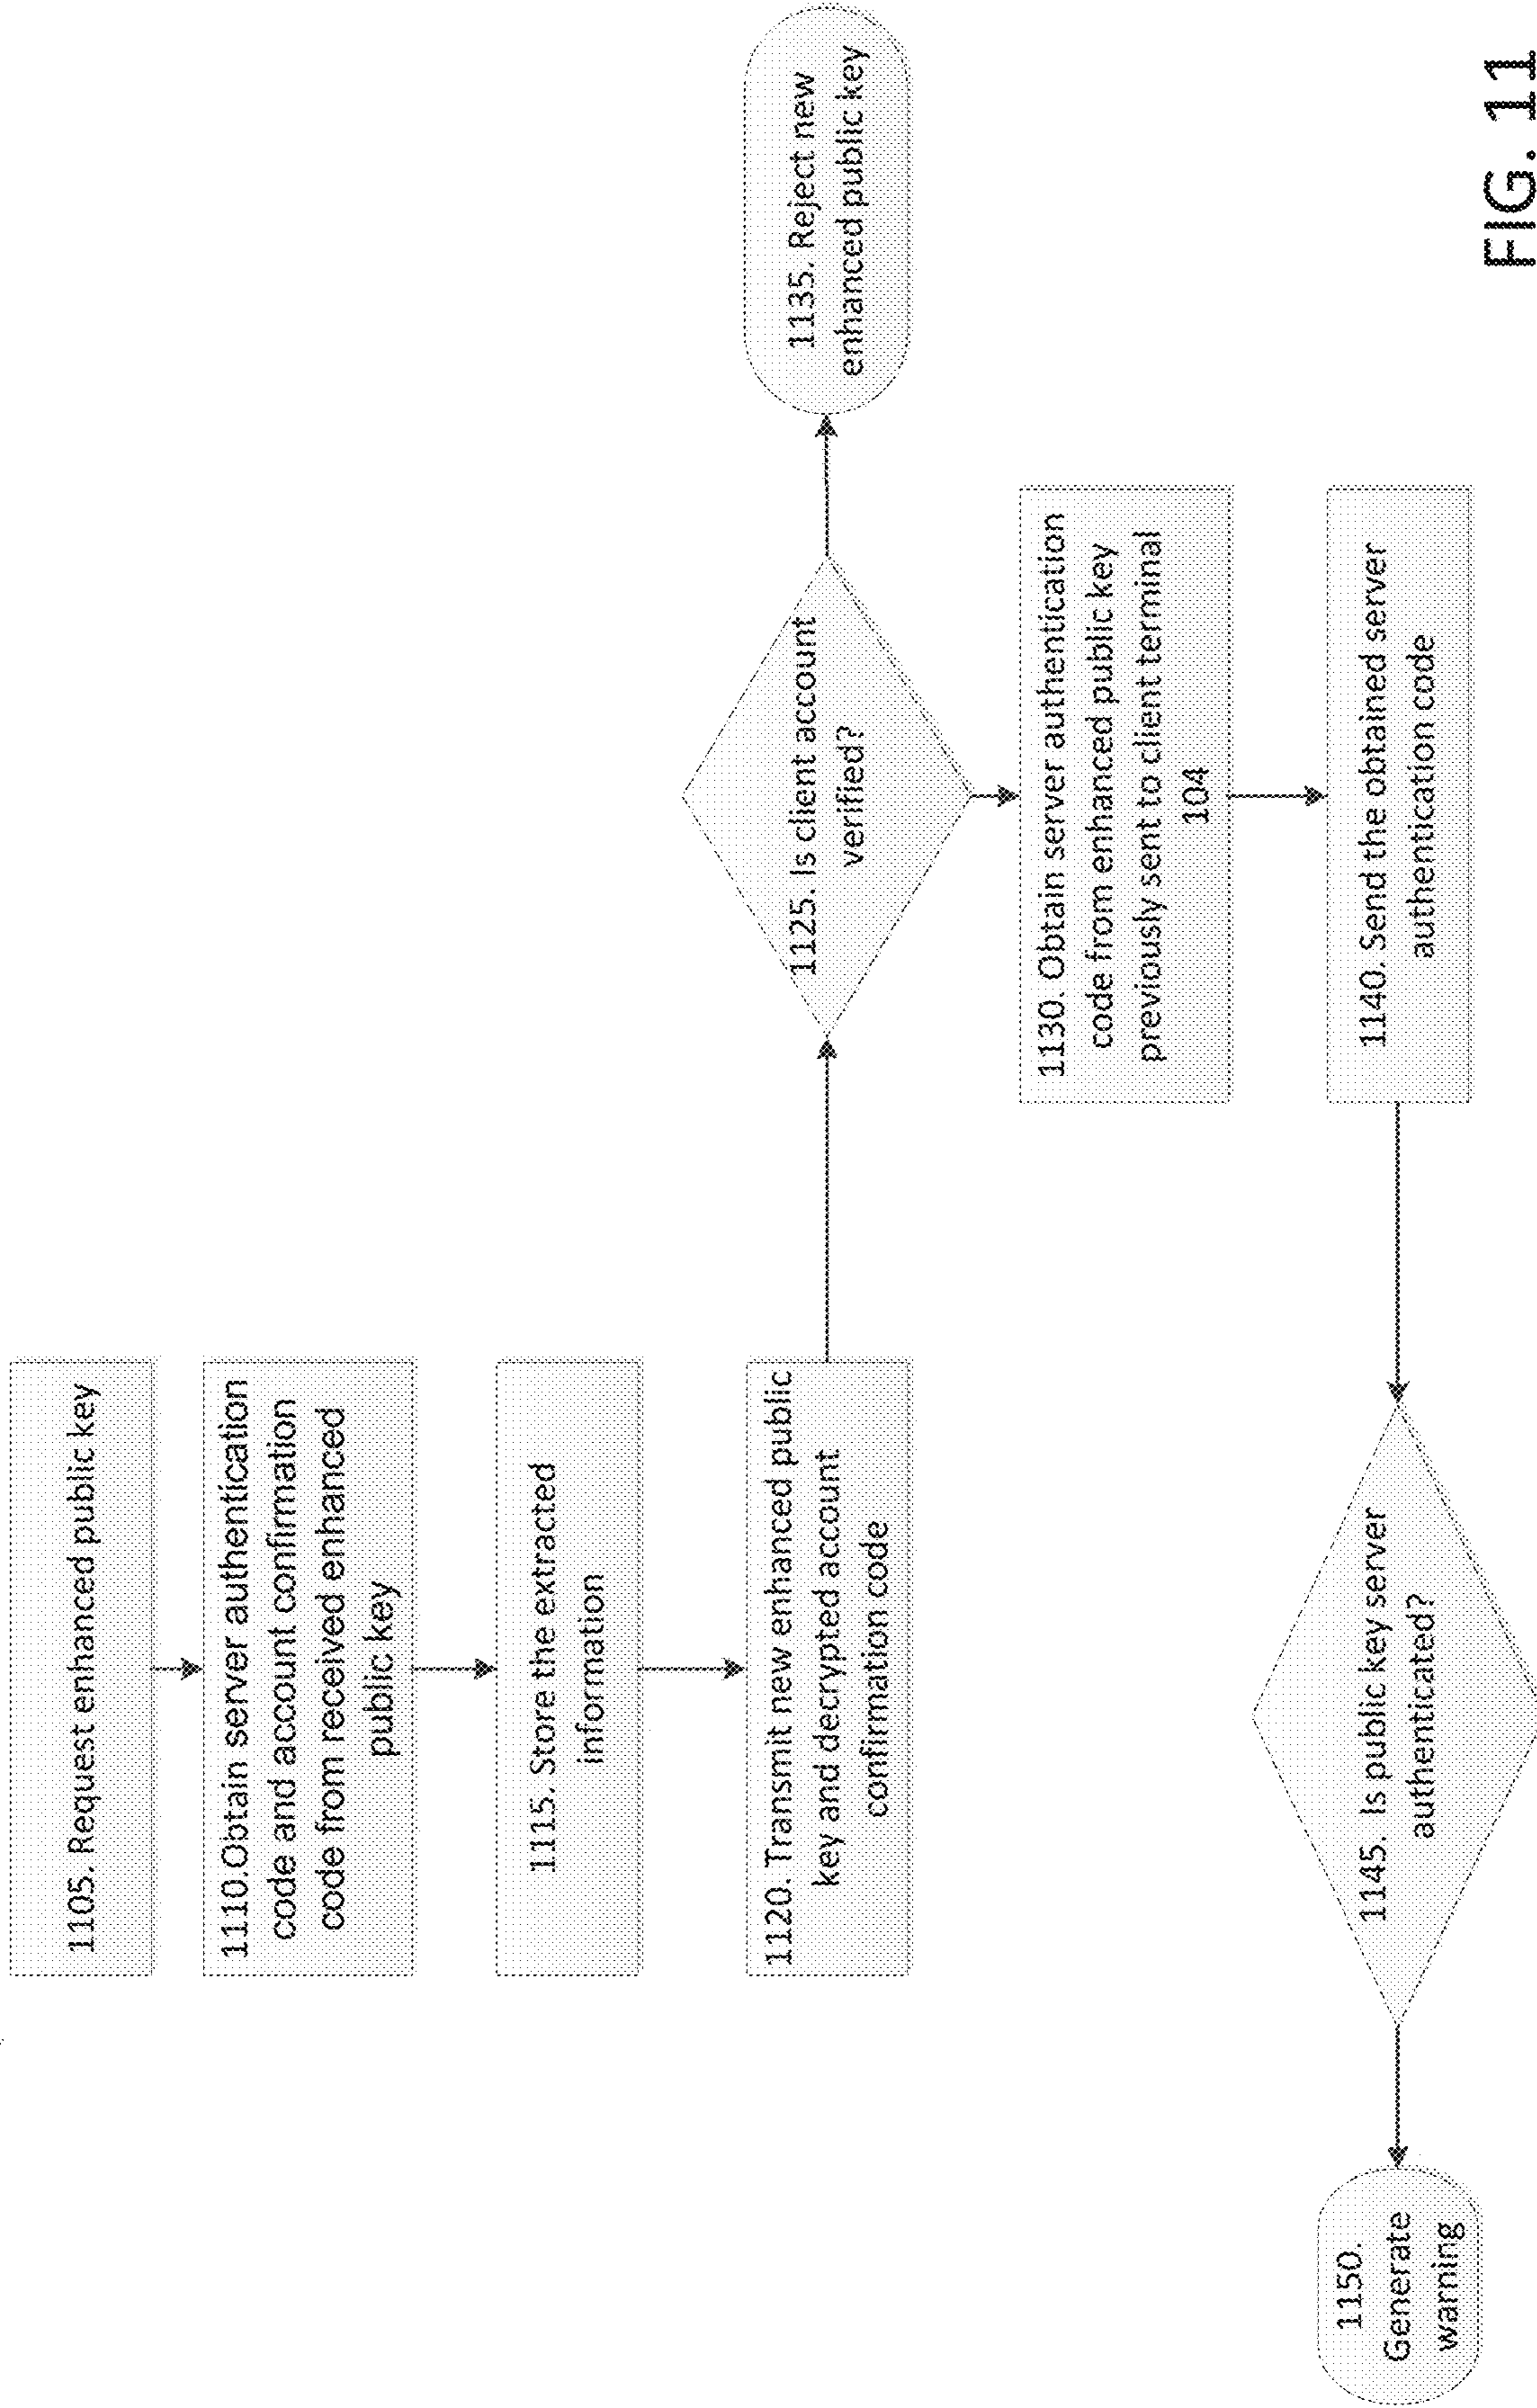 1105. Request enhanced public key
1110.Obtain server authentication
code and account confirmation
code from received enhanced
public key
1115. Store the extracted
information
1120. Transmit new enhanced public
key and decrypted account
confirmation code
1125. Is client account
verified?
1135. Reject new
enhanced public key
1130. Obtain server authentication
code from enhanced public key
previously sent to client terminal
104
1140. Send the obtained server
authentication code
1145. Is public key server
authenticated?
1150.
Generate
warning
FIG. 11